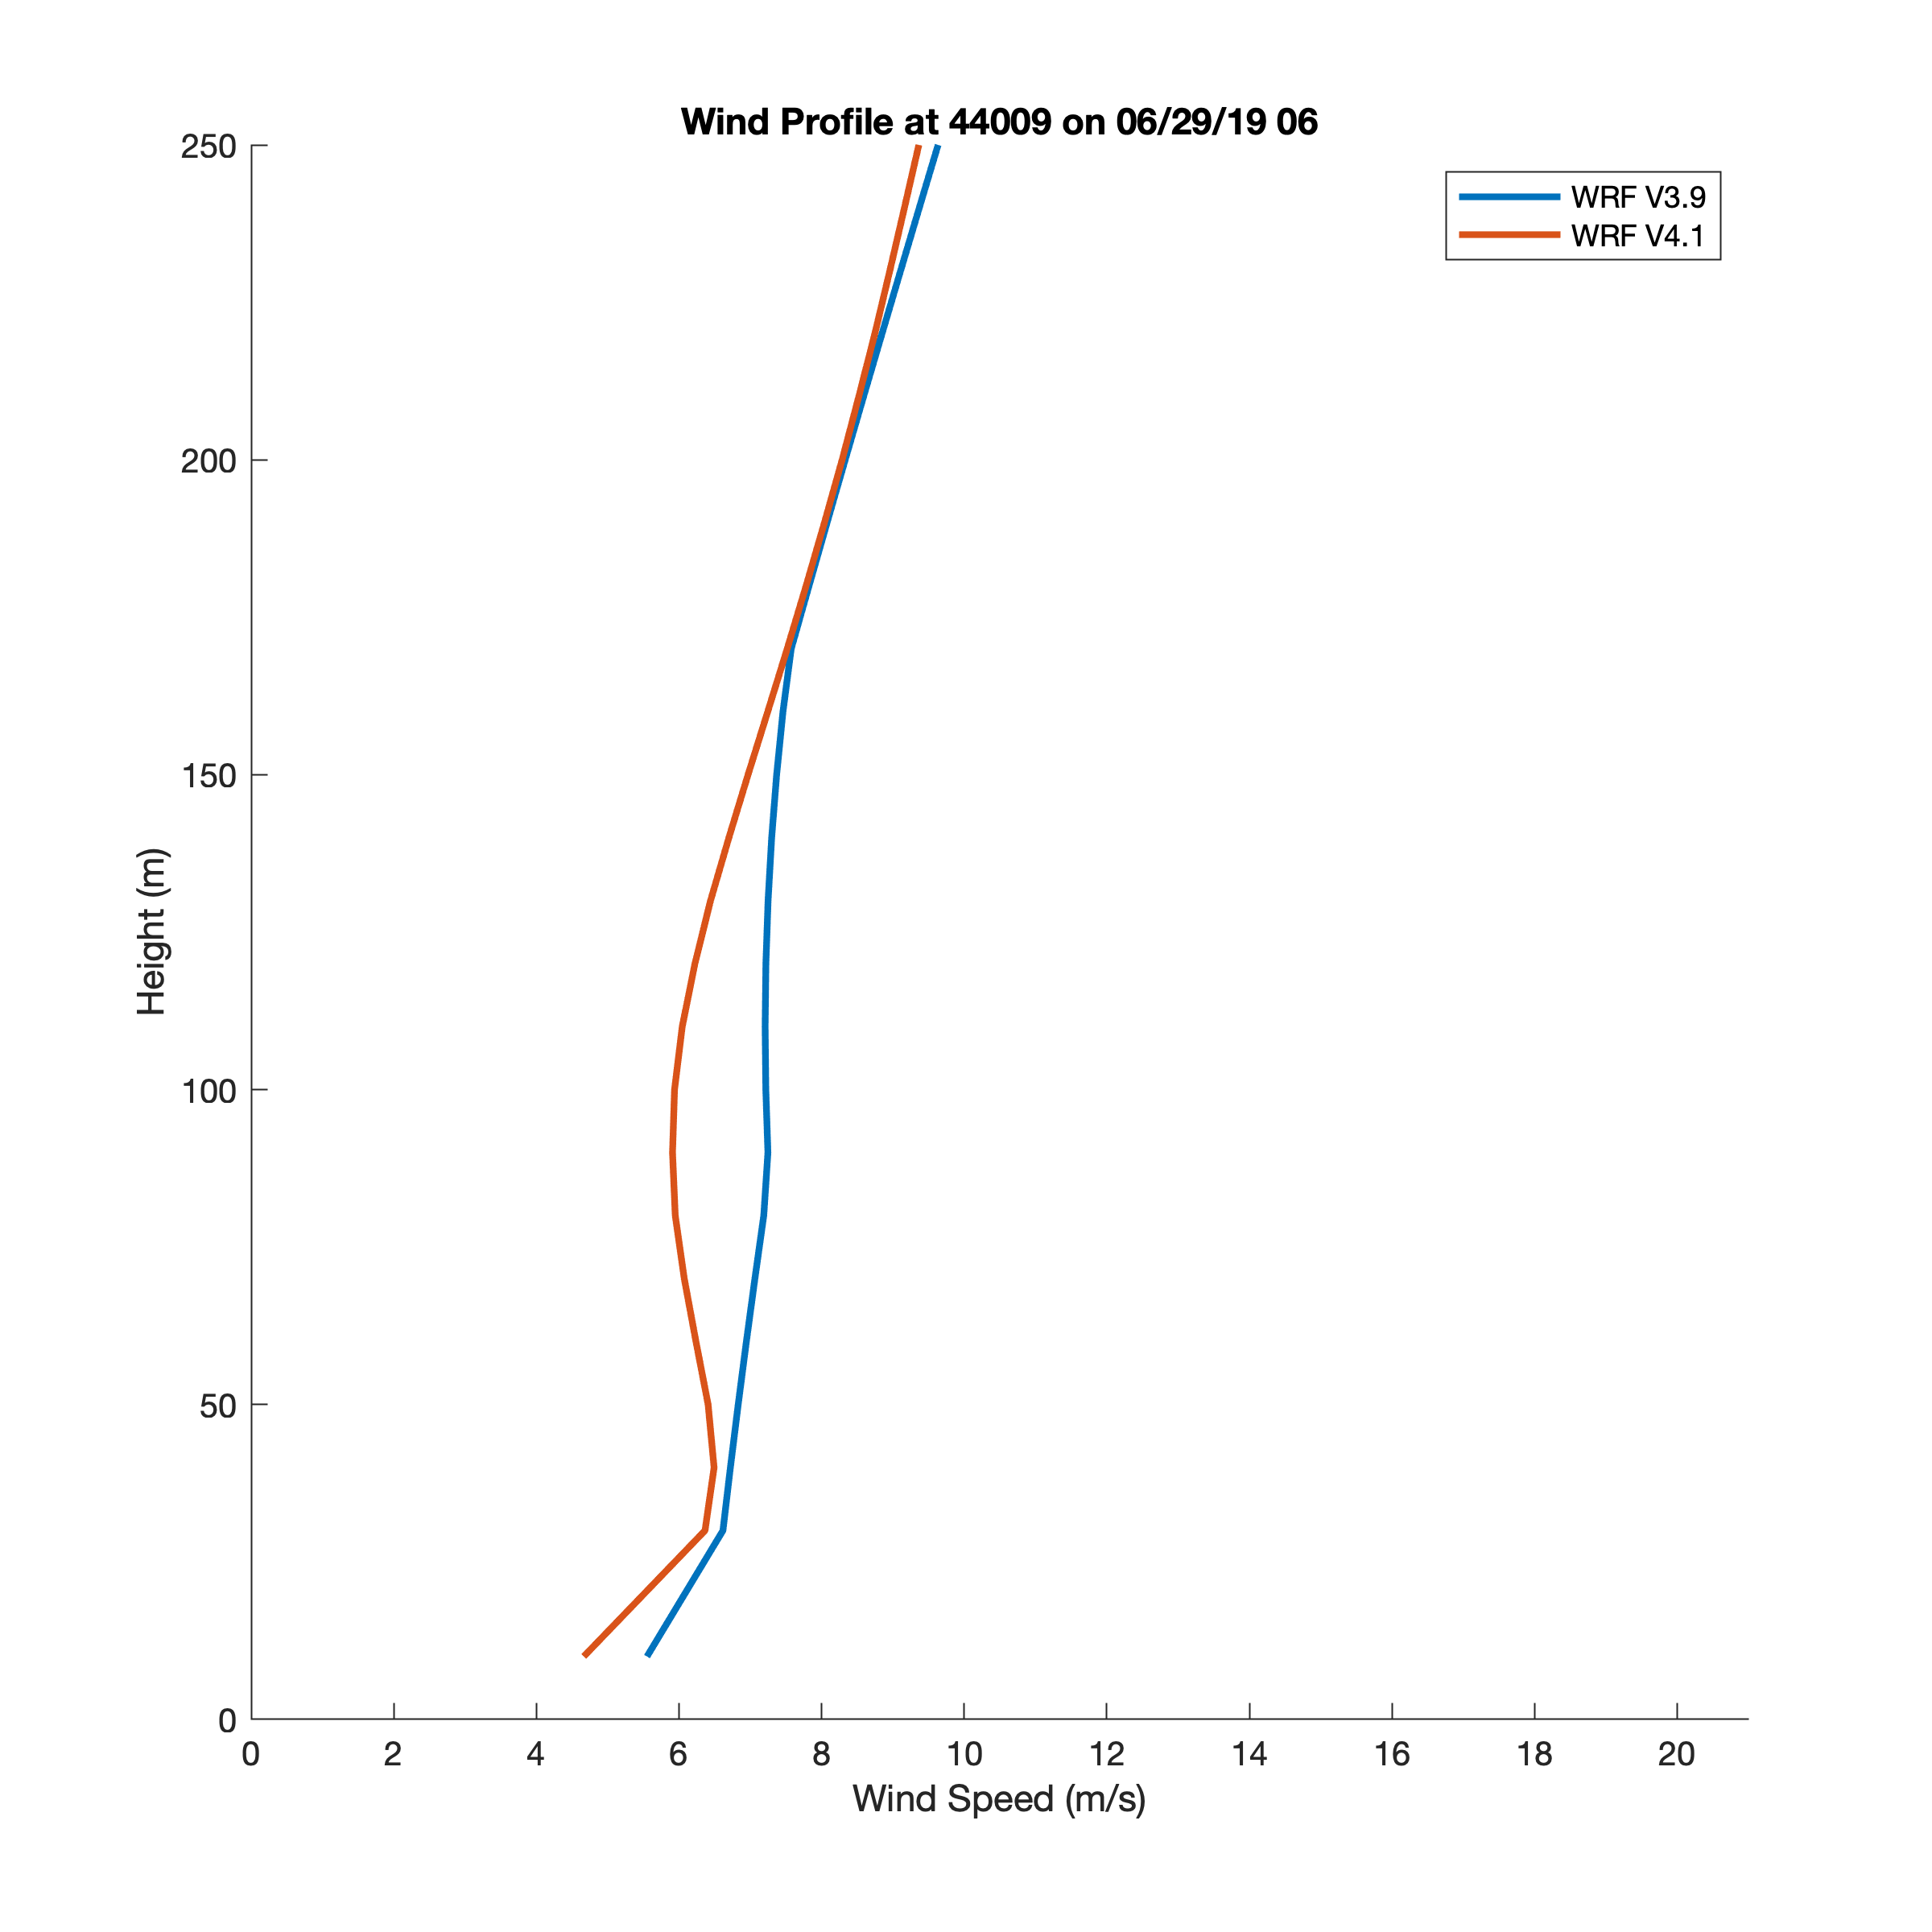 Wind Profile at 44009 on 06/29/19 06
WRF V3.9
WRF V4.1
250
200
150
100
50
0
Height (m)
0 2 4 6 8 10 12 14 16 18 20
Wind Speed (m/s)